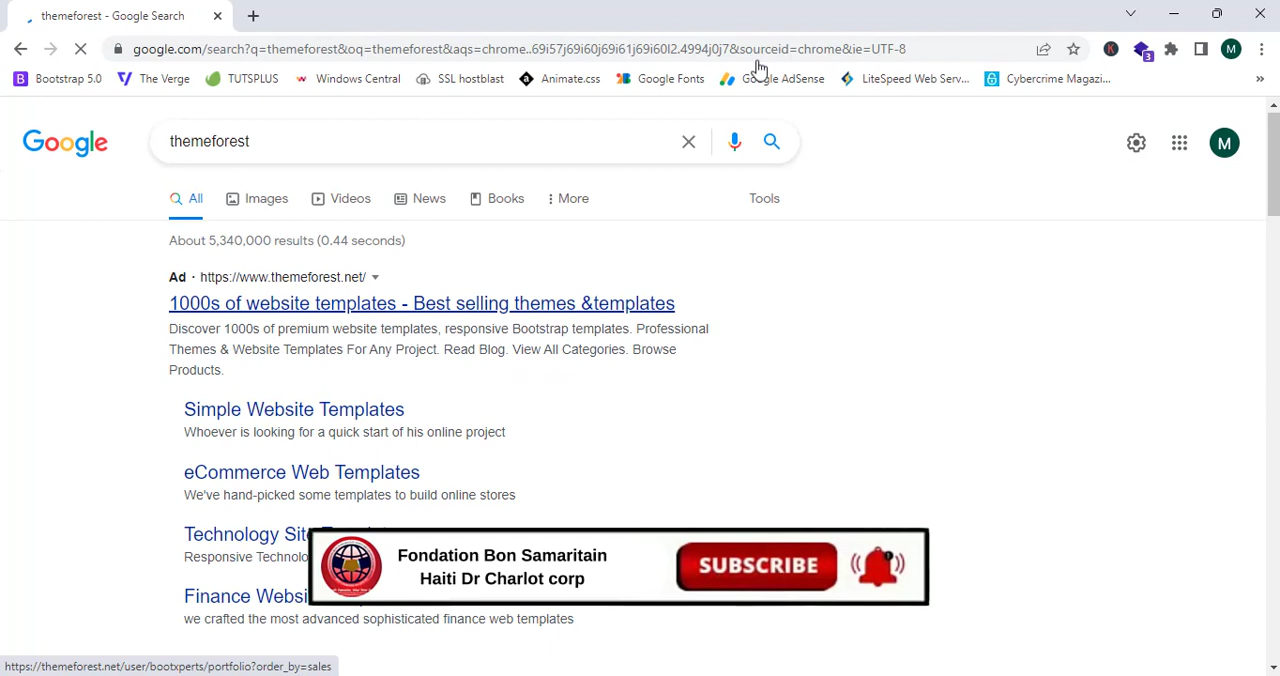 themeforest - Google Search
google.com/search?q=themeforest&oq=themeforest&aqs=chrome..69i57j69i60j69i61j69i60l2.4994j0j7&sourceid=chrome&ie=UTF-8
K
3
M
Bootstrap 5.0
The Verge
TUTSPLUS
Windows Central
SSL hostblast
Animate.css
Google Fonts
Google AdSense
LiteSpeed Web Serv...
Cybercrime Magazi...
»
Google
themeforest
M
All
Images
Videos
News
Books
More
Tools
About 5,340,000 results (0.44 seconds)
Ad · https://www.themeforest.net/
1000s of website templates - Best selling themes &templates
Discover 1000s of premium website templates, responsive Bootstrap templates. Professional
Themes & Website Templates For Any Project. Read Blog. View All Categories. Browse
Products.
Simple Website Templates
Whoever is looking for a quick start of his online project
eCommerce Web Templates
We've hand-picked some templates to build online stores
Technology
Responsive
Finance
we crafted the most advanced sophisticated finance web templates
Fondation Bon Samaritain
Haiti Dr Charlot corp
SUBSCRIBE
https://themeforest.net/user/bootxperts/portfolio?order_by=sales